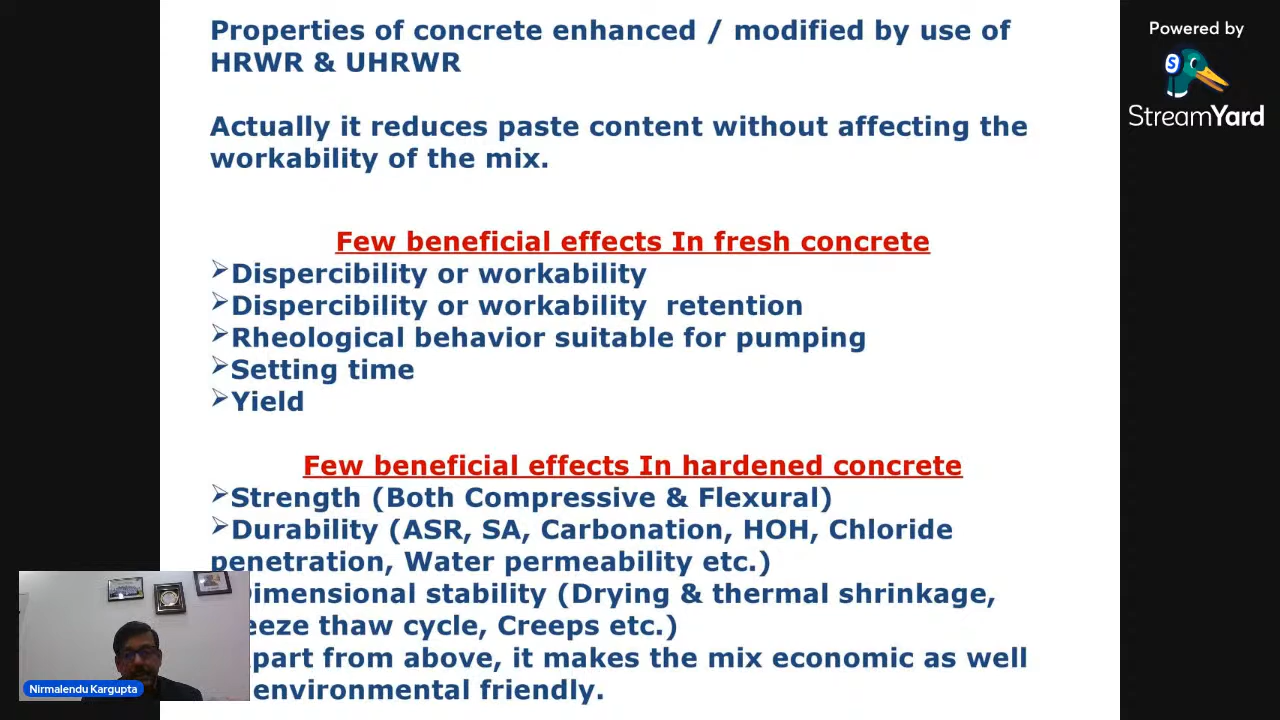 Properties of concrete enhanced / modified by use of
HRWR & UHRWR
Actually it reduces paste content without affecting the
workability of the mix.
Few beneficial effects In fresh concrete
Dispercibility or workability
Dispercibility or workability retention
Rheological behavior suitable for pumping
Setting time
Yield
Few beneficial effects In hardened concrete
Strength (Both Compressive & Flexural)
Durability (ASR, SA, Carbonation, HOH, Chloride
penetration, Water permeability etc.)
imensional stability (Drying & thermal shrinkage,
eeze thaw cycle, Creeps etc.)
part from above, it makes the mix economic as well
environmental friendly.
Nirmalendu Kargupta
Powered by
S
StreamYard